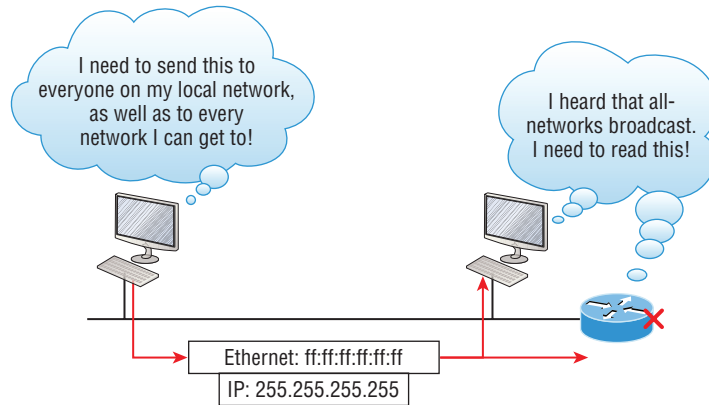 I need to send this to
everyone on my local network,
as well as to every
network I can get to!
I heard that all-
networks broadcast.
I need to read this!
Ethernet: ff:ff:ff:ff:ff:ff
IP: 255.255.255.255